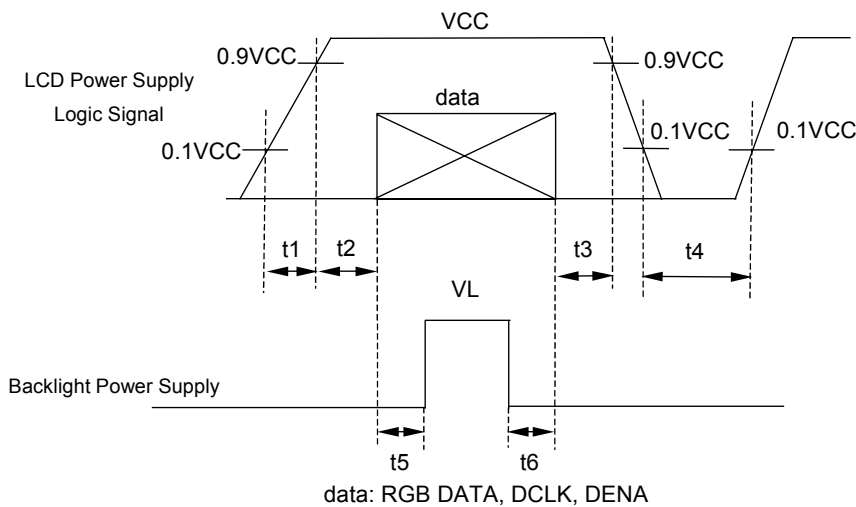 VCC
0.9VCC
0.9VCC
LCD Power Supply
Logic Signal
data
0.1VCC
0.1VCC
0.1VCC
t1
t2
t3
t4
VL
Backlight Power Supply
t5
t6
data: RGB DATA, DCLK, DENA